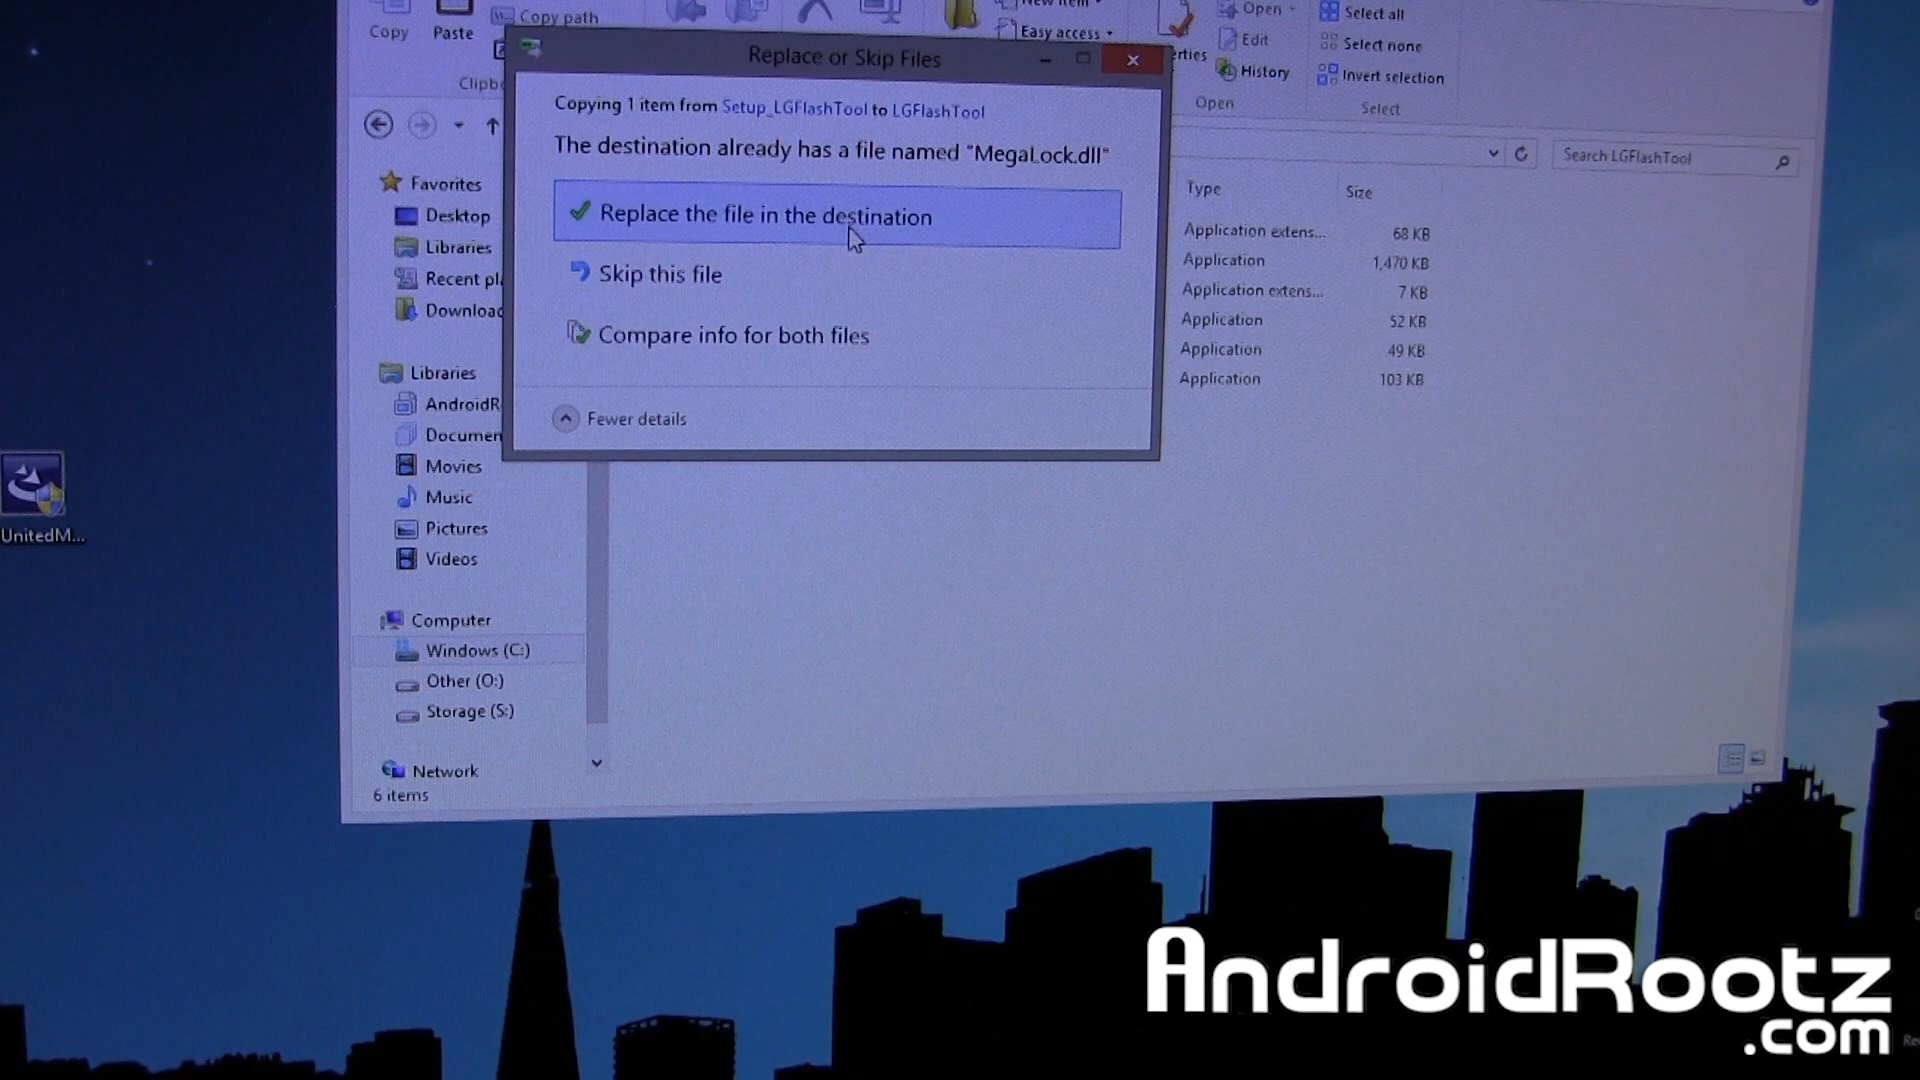 Copy
Paste
Copy path
New item
Easy access
Open
Edit
History
Select all
Select none
Invert selection
Open
Select
Replace or Skip Files
Copying 1 item from Setup_LGFlashTool to LGFlashTool
The destination already has a file named "MegaLock.dll"
Replace the file in the destination
Skip this file
Compare info for both files
Fewer details
Search LGFlashTool
Type Size
Application extens... 68 KB
Application 1,470 KB
Application extens... 7 KB
Application 52 KB
Application 49 KB
Application 103 KB
Favorites
Desktop
Libraries
Recent pl
Download
Libraries
AndroidR
Documen
Movies
Music
Pictures
Videos
Computer
Windows (C:)
Other (O:)
Storage (S:)
Network
6 items
UnitedM...
AndroidRootz
.com